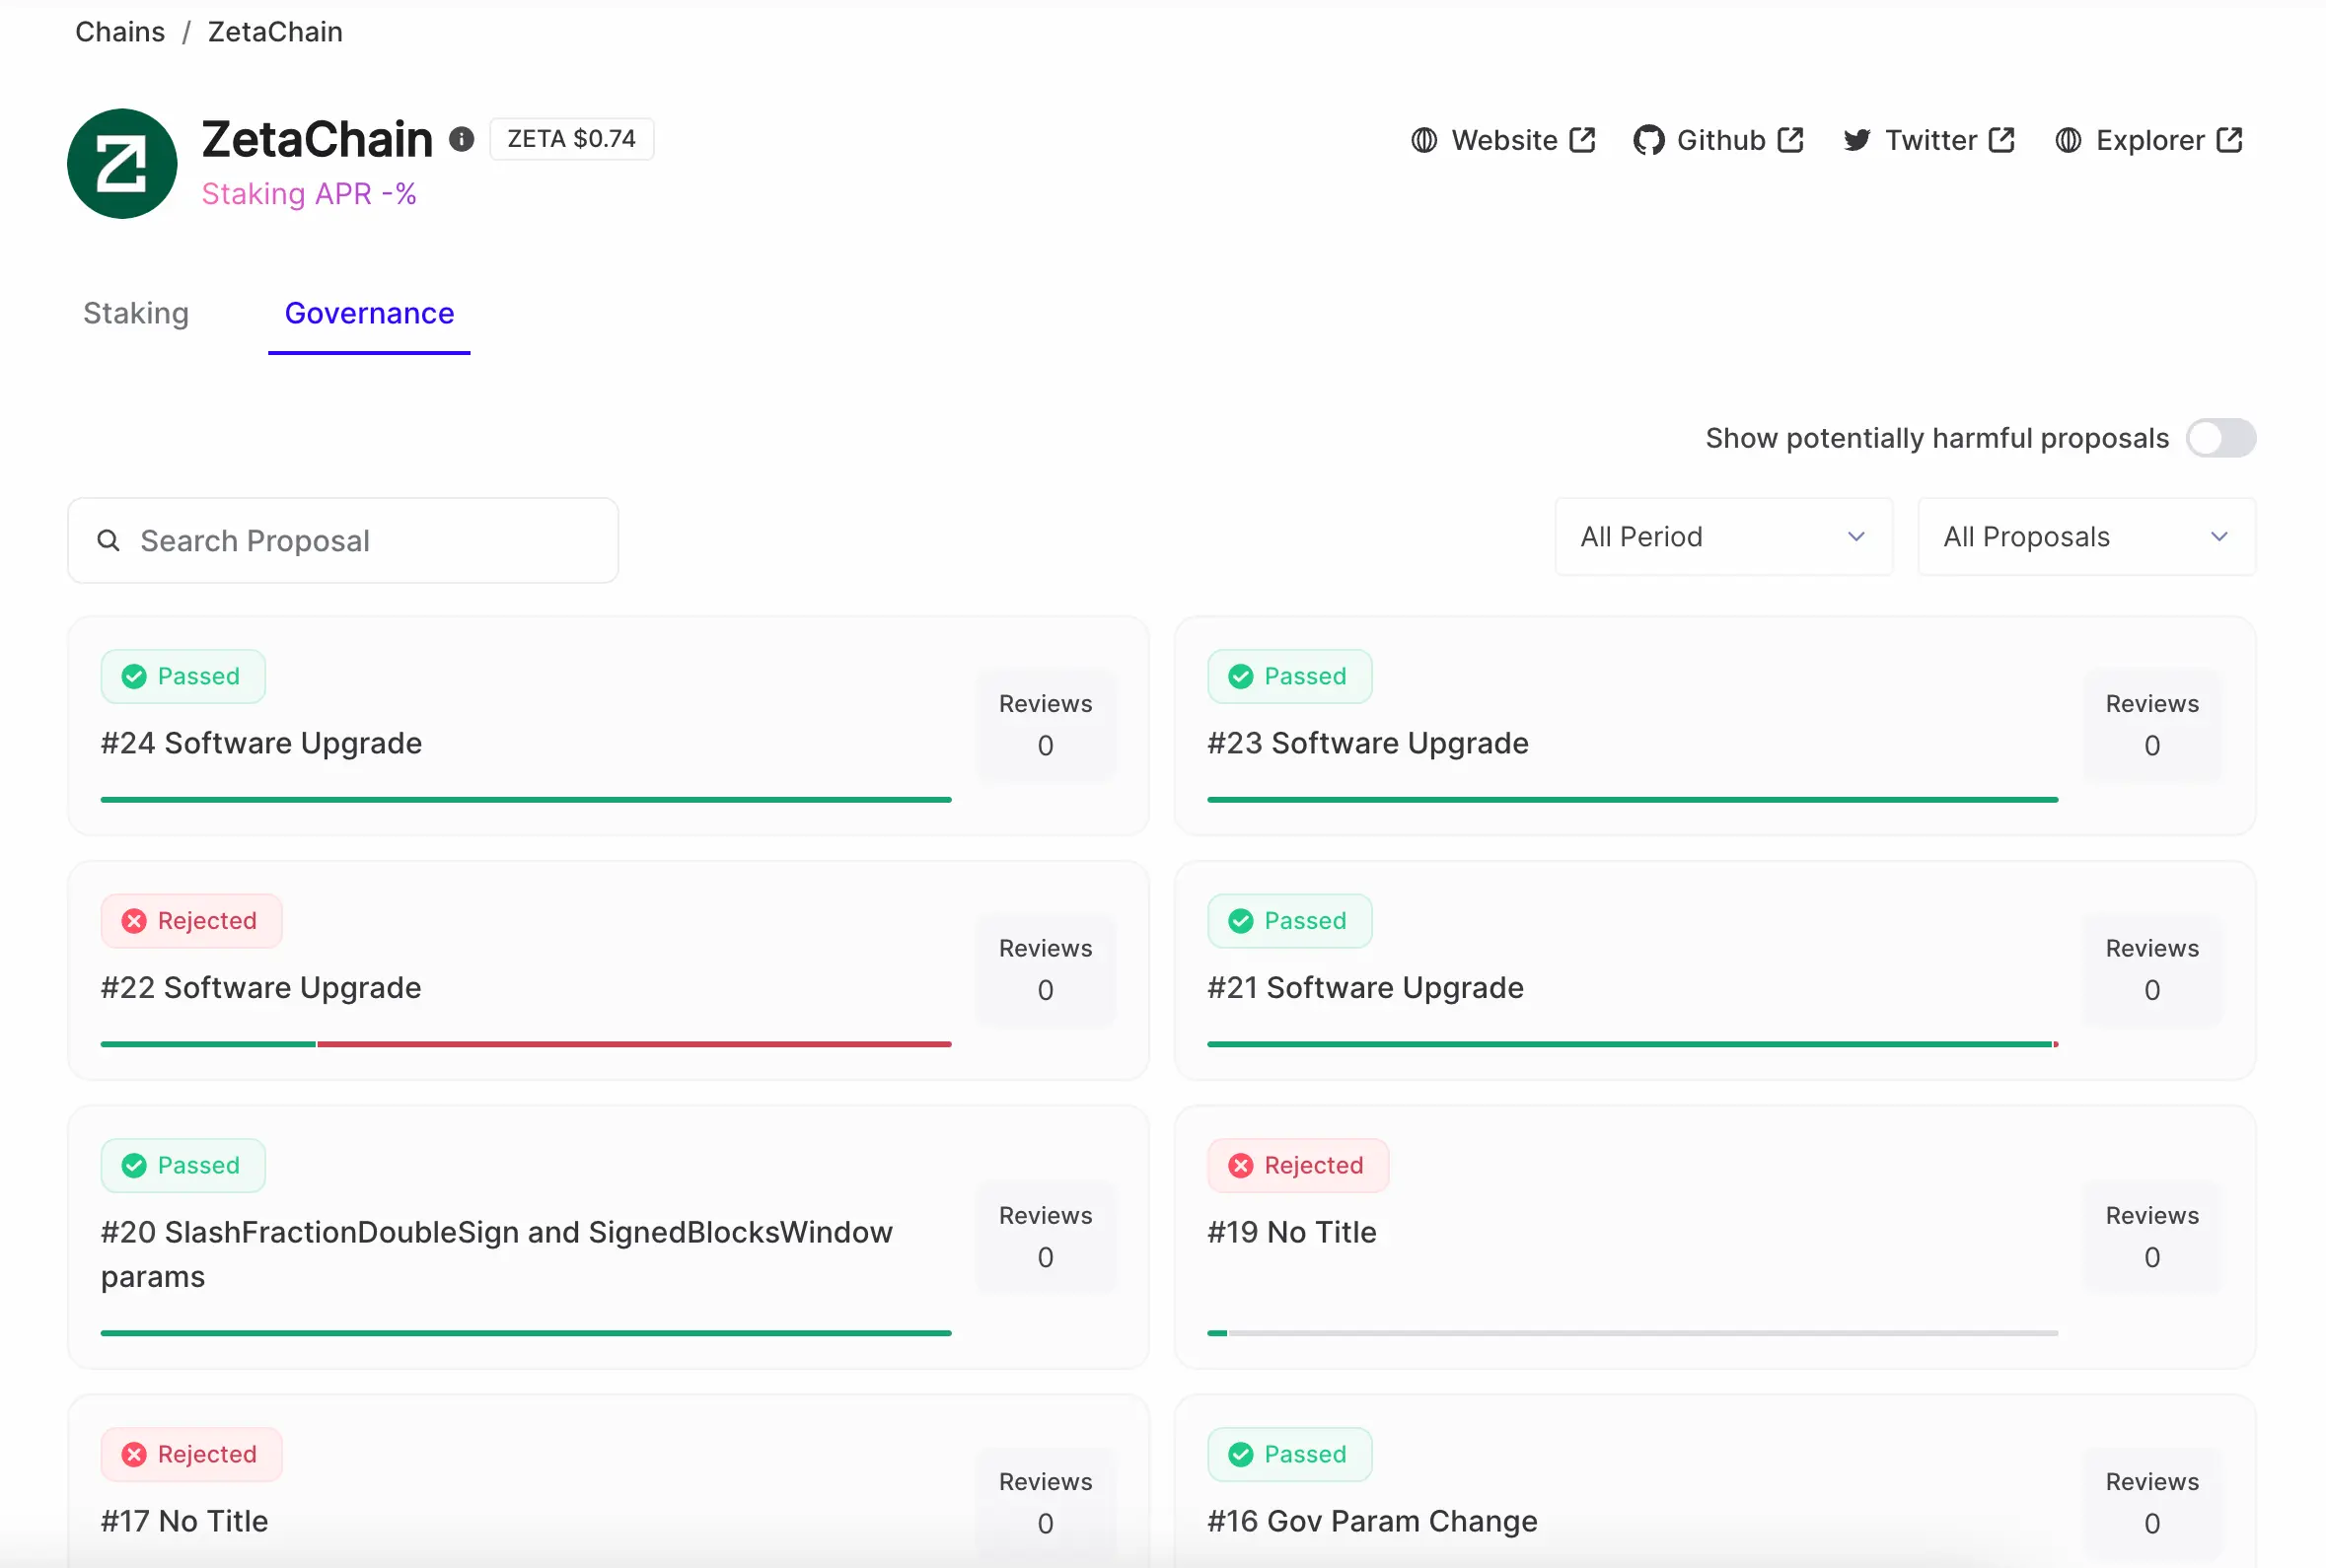 Chains / ZetaChain
ZetaChain ZETA $0.74
Staking APR -%
Website Github Twitter Explorer
Staking Governance
Show potentially harmful proposals
Search Proposal
All Period All Proposals
Passed
#24 Software Upgrade
Reviews
0
Passed
#23 Software Upgrade
Reviews
0
Rejected
#22 Software Upgrade
Reviews
0
Passed
#21 Software Upgrade
Reviews
0
Passed
#20 SlashFractionDoubleSign and SignedBlocksWindow
params
Reviews
0
Rejected
#19 No Title
Reviews
0
Rejected
#17 No Title
Reviews
0
Passed
#16 Gov Param Change
Reviews
0